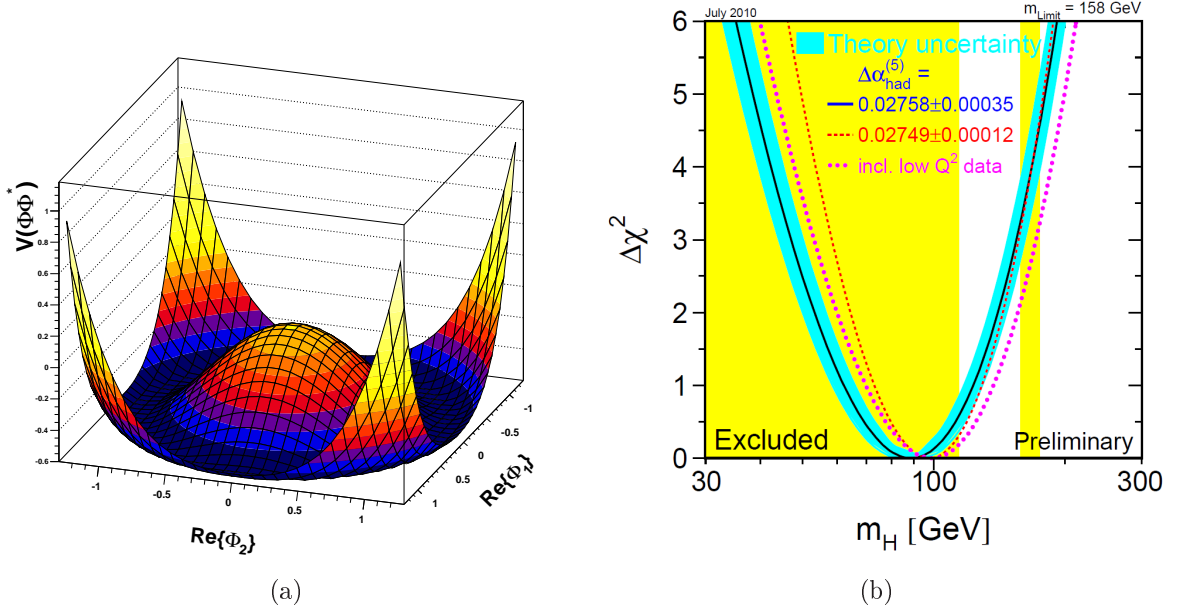 V(ΦΦ*
)
1
0.8
0.6
0.4
0.2
0
-0.2
-0.4
-0.6
-1
-0.5
0
0.5
1
Re{Φ2}
-1
-0.5
0
0.5
1
Re{Φ1}
(a)
July 2010
mLimit = 158 GeV
Theory uncertainty
Δα(5)had =
0.02758±0.00035
0.02749±0.00012
incl. low Q2 data
6
5
4
3
2
1
0
Δχ2
Excluded
Preliminary
30
100
300
mH [GeV]
(b)